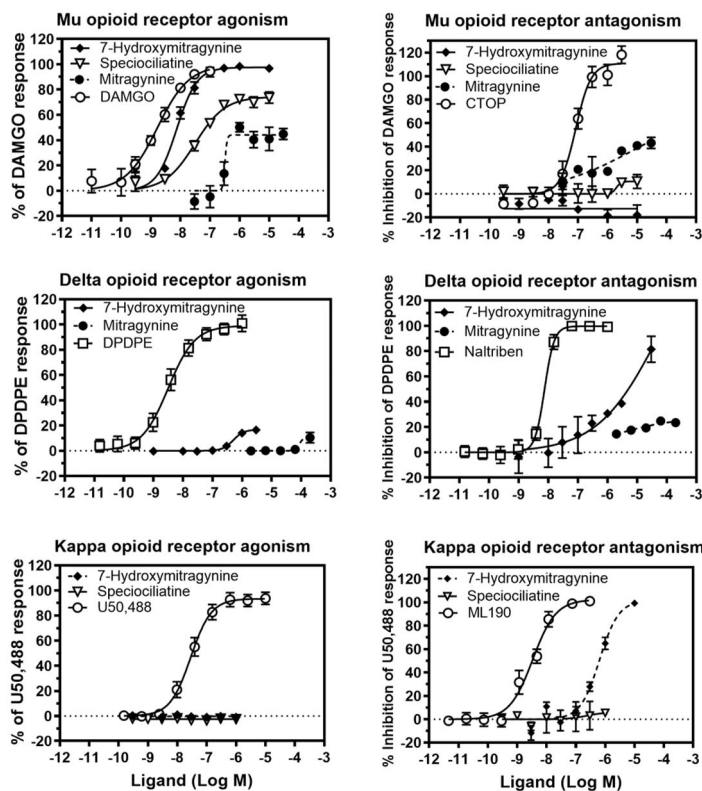 Mu opioid receptor agonism
% of DAMGO response
120
100
80
60
40
20
0
-20
7-Hydroxymitragynine
Speciociliatine
Mitragynine
DAMGO
-12 -11 -10 -9 -8 -7 -6 -5 -4 -3
Mu opioid receptor antagonism
% Inhibition of DAMGO response
120
100
80
60
40
20
0
-20
7-Hydroxymitragynine
Speciociliatine
Mitragynine
CTOP
-12 -11 -10 -9 -8 -7 -6 -5 -4 -3
Delta opioid receptor agonism
% of DPDPE response
120
100
80
60
40
20
0
-20
7-Hydroxymitragynine
Mitragynine
DPDPE
-12 -11 -10 -9 -8 -7 -6 -5 -4 -3
Delta opioid receptor antagonism
% Inhibition of DPDPE response
120
100
80
60
40
20
0
-20
7-Hydroxymitragynine
Mitragynine
Naltriben
-12 -11 -10 -9 -8 -7 -6 -5 -4 -3
Kappa opioid receptor agonism
% of U50,488 response
120
100
80
60
40
20
0
-20
7-Hydroxymitragynine
Speciociliatine
U50,488
-12 -11 -10 -9 -8 -7 -6 -5 -4 -3
Ligand (Log M)
Kappa opioid receptor antagonism
% Inhibition of U50,488 response
120
100
80
60
40
20
0
-20
7-Hydroxymitragynine
Speciociliatine
ML190
-12 -11 -10 -9 -8 -7 -6 -5 -4 -3
Ligand (Log M)